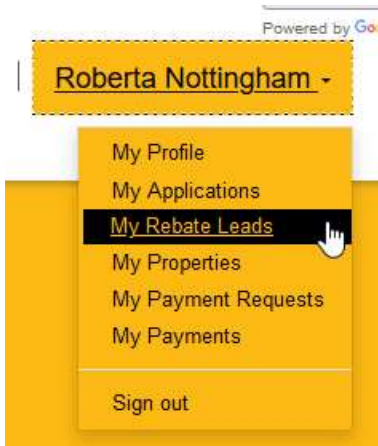 Powered by Go
Roberta Nottingham
My Profile
My Applications
My Rebate Leads
My Properties
My Payment Requests
My Payments
Sign out